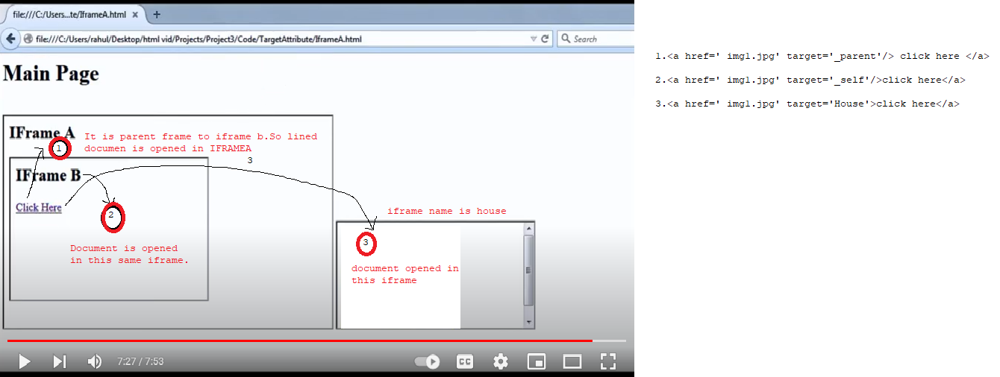 file:///C:/Users...te/IframeA.html
file:///C:/Users/rahul/Desktop/html vid/Projects/Project3/Code/TargetAttribute/IframeA.html
Search
Main Page
IFrame A
It is parent frame to iframe b.So lined
documen is opened in IFRAMEA
1
3
IFrame B
Click Here
2
Document is opened
in this same iframe.
iframe name is house
3
document opened in
this iframe
7:27 / 7:53
CC
1.<a href=' img1.jpg' target='_parent'/> click here </a>
2.<a href=' img1.jpg' target='_self'/>click here</a>
3.<a href=' img1.jpg' target='House'>click here</a>